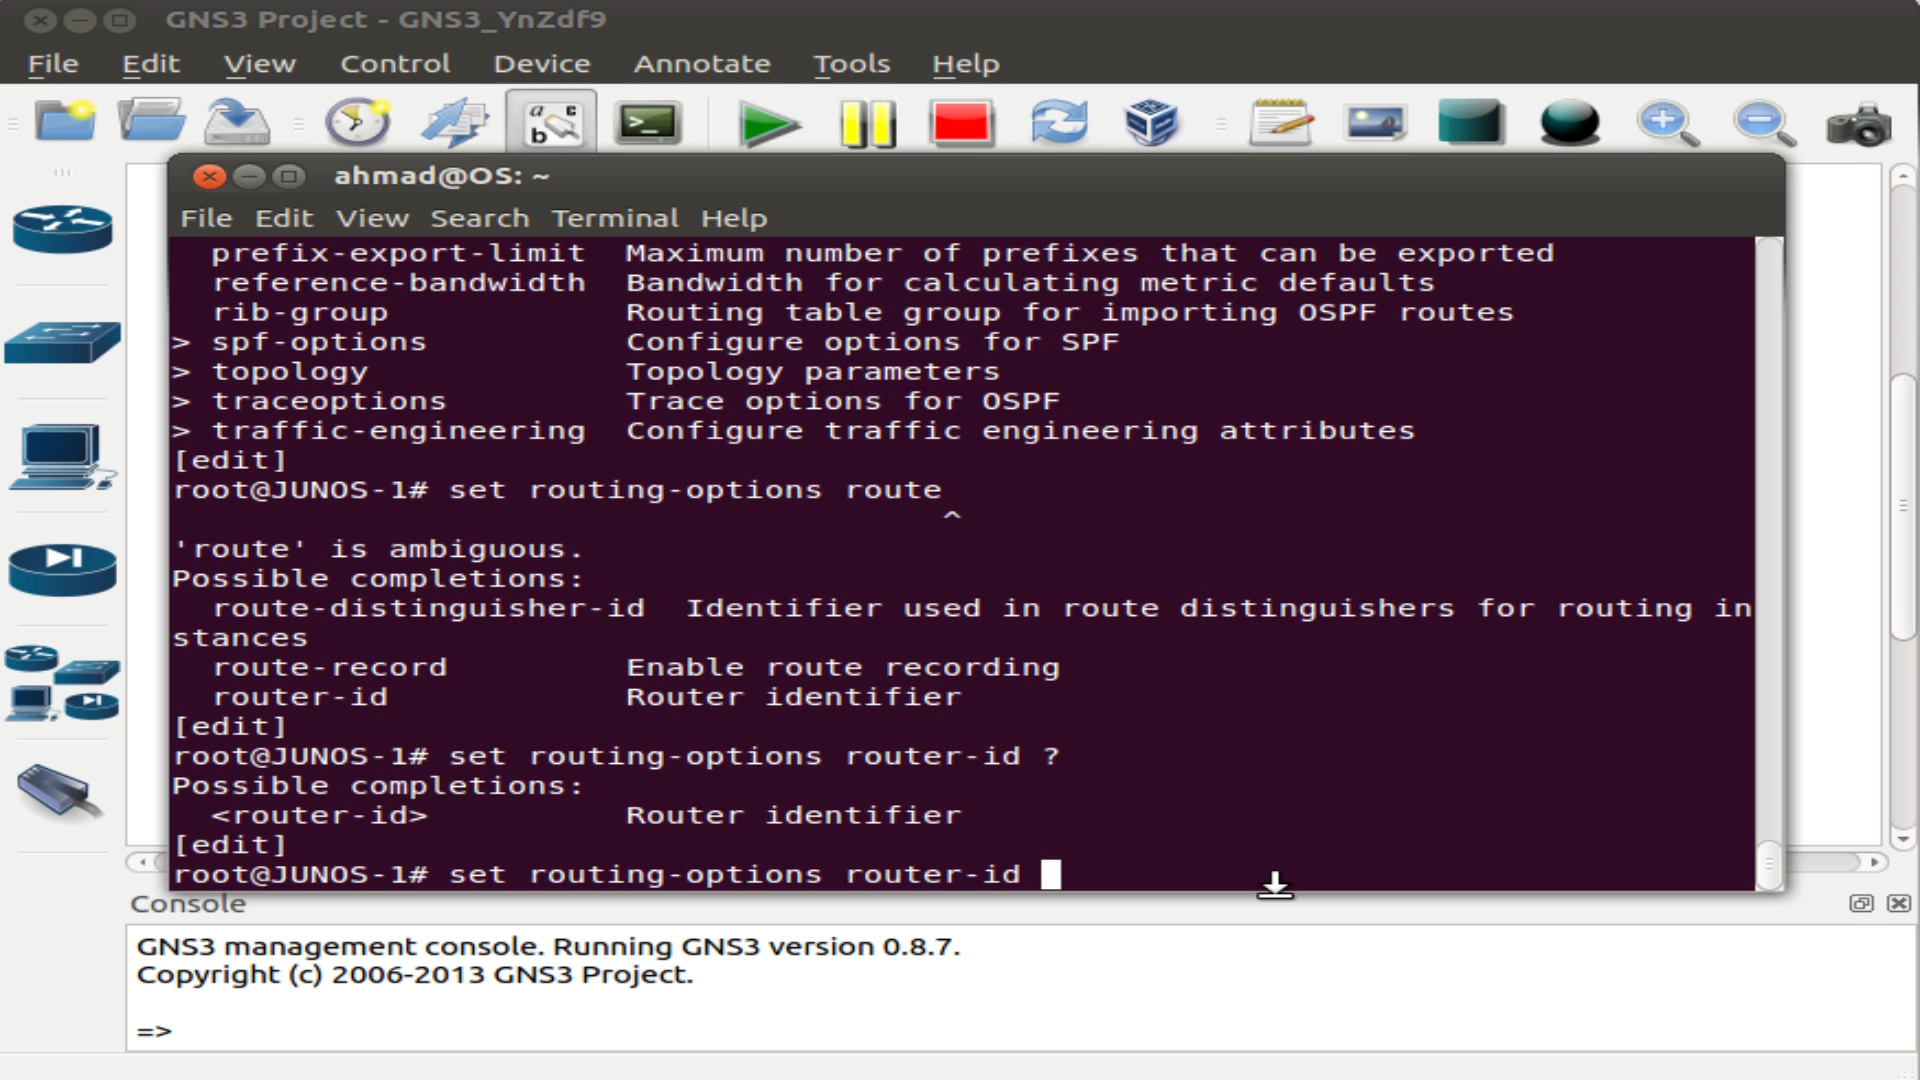 GNS3 Project - GNS3_YnZdf9
File Edit View Control Device Annotate Tools Help
a c
b
>_
ahmad@OS: ~
File Edit View Search Terminal Help
prefix-export-limit Maximum number of prefixes that can be exported
reference-bandwidth Bandwidth for calculating metric defaults
rib-group Routing table group for importing OSPF routes
> spf-options Configure options for SPF
> topology Topology parameters
> traceoptions Trace options for OSPF
> traffic-engineering Configure traffic engineering attributes
[edit]
root@JUNOS-1# set routing-options route
^
'route' is ambiguous.
Possible completions:
route-distinguisher-id Identifier used in route distinguishers for routing in
stances
route-record Enable route recording
router-id Router identifier
[edit]
root@JUNOS-1# set routing-options router-id ?
Possible completions:
<router-id> Router identifier
[edit]
root@JUNOS-1# set routing-options router-id
Console
GNS3 management console. Running GNS3 version 0.8.7.
Copyright (c) 2006-2013 GNS3 Project.
=>